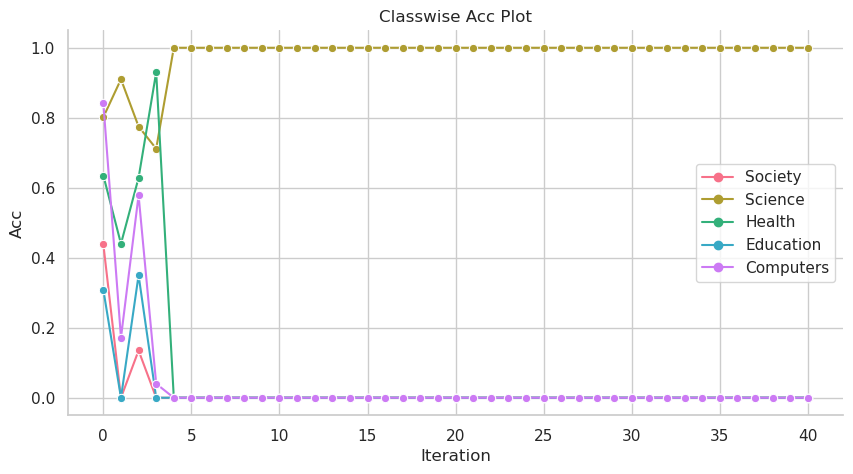 Classwise Acc Plot
1.0
0.8
0.6
0.4
0.2
0.0
Acc
Society
Science
Health
Education
Computers
0 5 10 15 20 25 30 35 40
Iteration